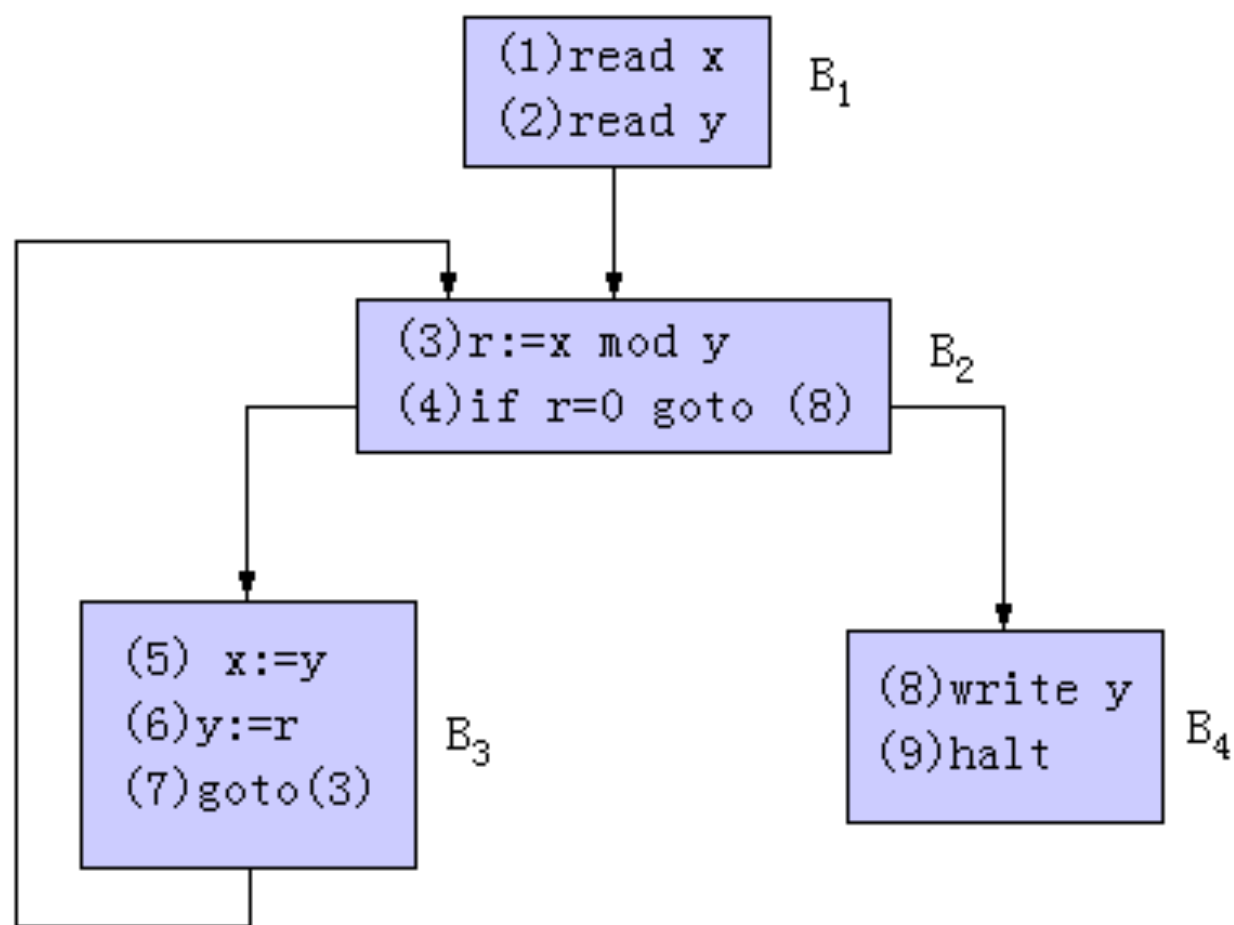 (1)read x
(2)read y
B1
(3)r:=x mod y
(4)if r=0 goto (8)
B2
(5) x:=y
(6)y:=r
(7)goto(3)
B3
(8)write y
(9)halt
B4